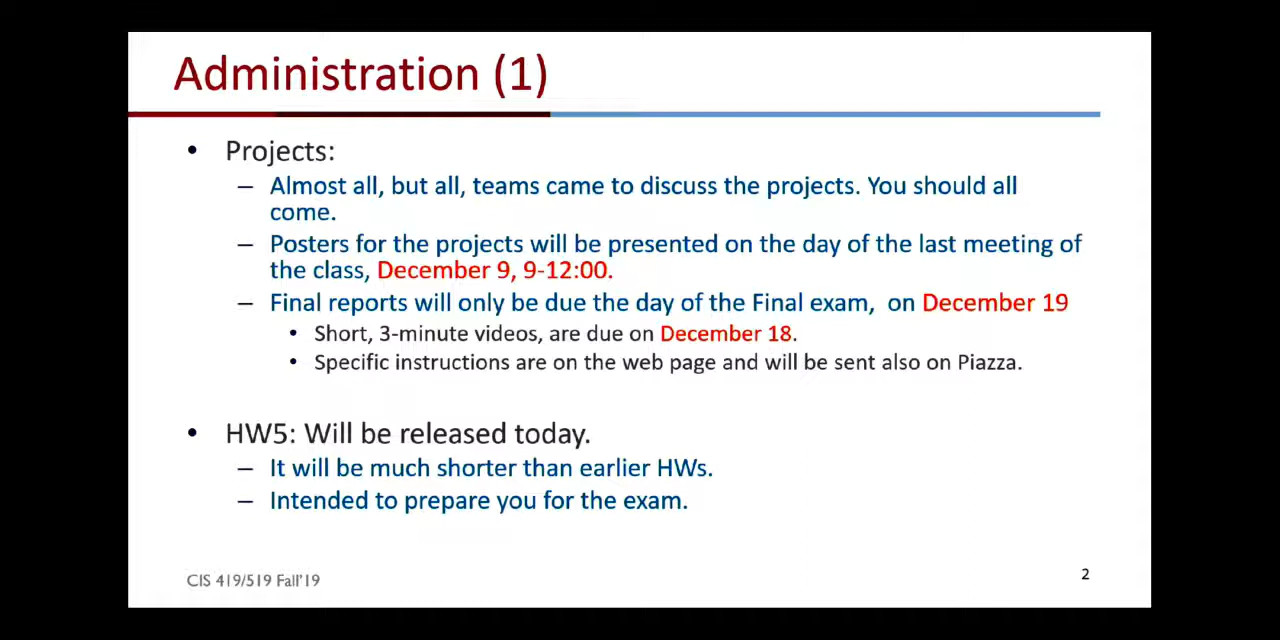 Administration (1)
• Projects:
– Almost all, but all, teams came to discuss the projects. You should all
come.
– Posters for the projects will be presented on the day of the last meeting of
the class, December 9, 9-12:00.
– Final reports will only be due the day of the Final exam, on December 19
• Short, 3-minute videos, are due on December 18.
• Specific instructions are on the web page and will be sent also on Piazza.
• HW5: Will be released today.
– It will be much shorter than earlier HWs.
– Intended to prepare you for the exam.
CIS 419/519 Fall'19
2